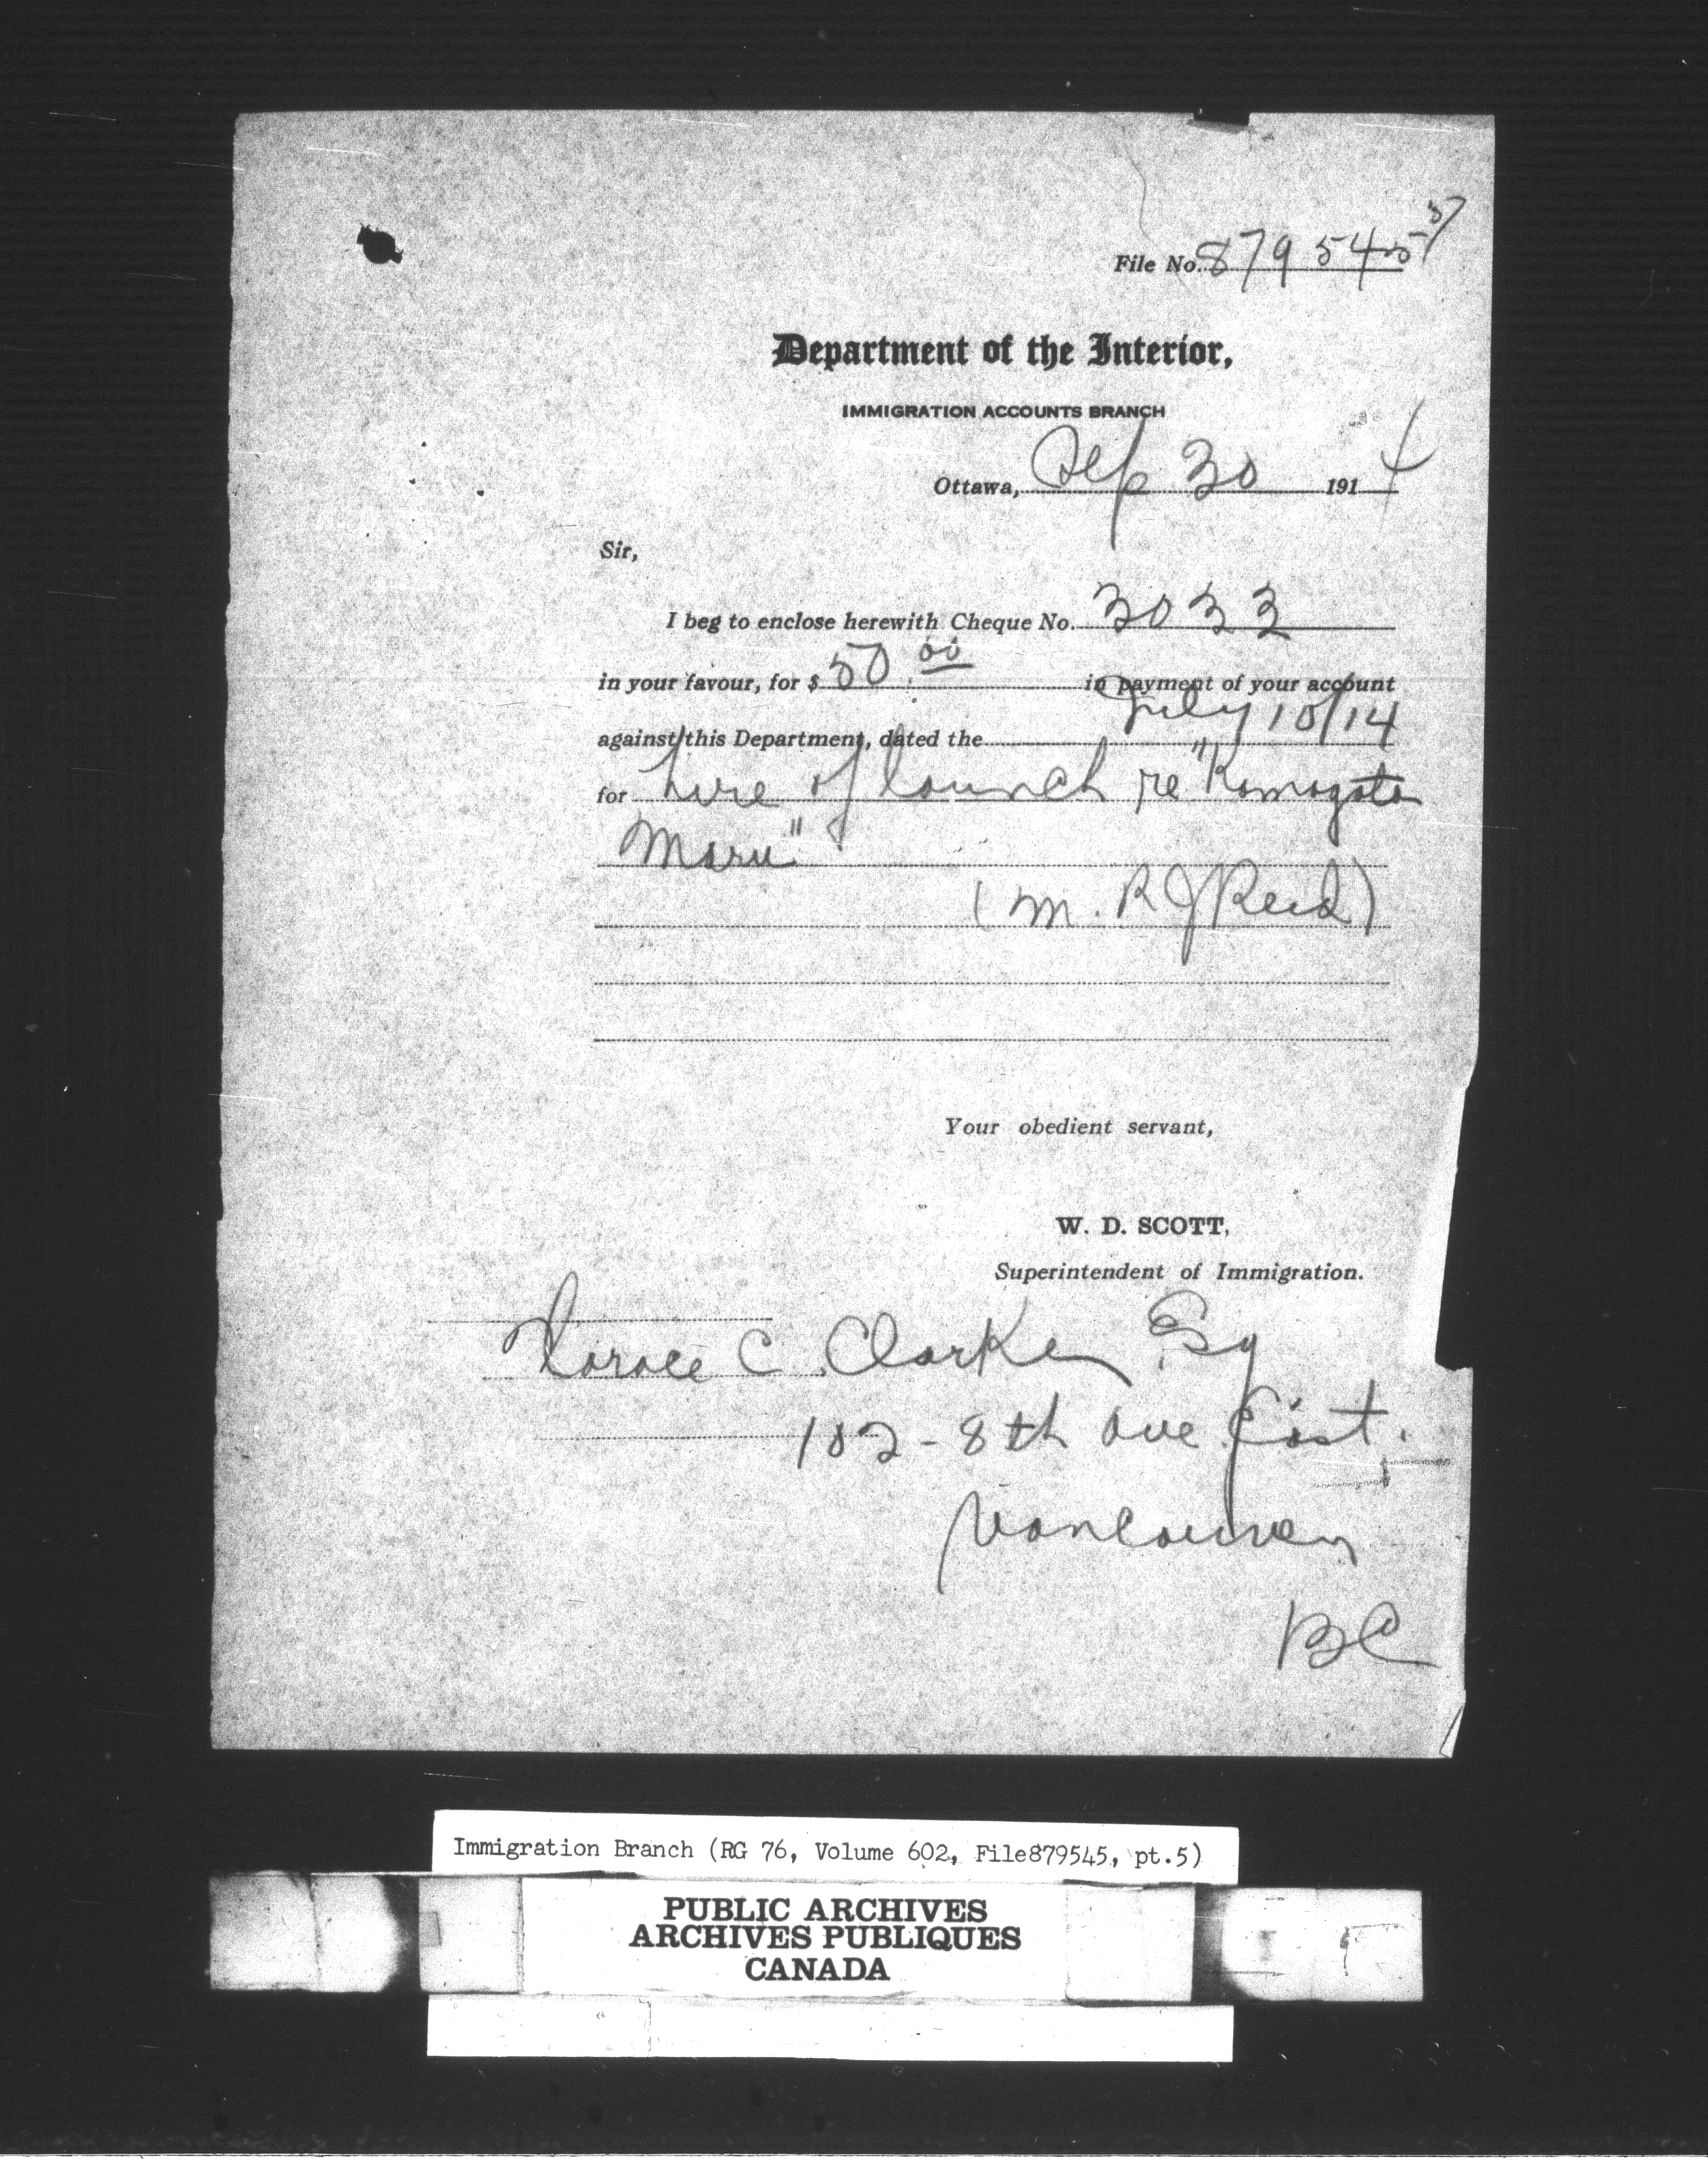 File No. 879545
Department of the Interior,
IMMIGRATION ACCOUNTS BRANCH
Ottawa, Sep 30 1914
Sir,
I beg to enclose herewith Cheque No. 3033
in your favour, for $ 50.00 in payment of your account
against this Department, dated the July 10/14
for hire of launch re "Komagata
Maru"
(M. R J Reid)
Your obedient servant,
W. D. SCOTT,
Superintendent of Immigration.
Horace C. Clarke, Esq
102 - 8th Ave East.
Vancouver
BC
Immigration Branch (RG 76, Volume 602, File879545, pt.5)
PUBLIC ARCHIVES
ARCHIVES PUBLIQUES
CANADA